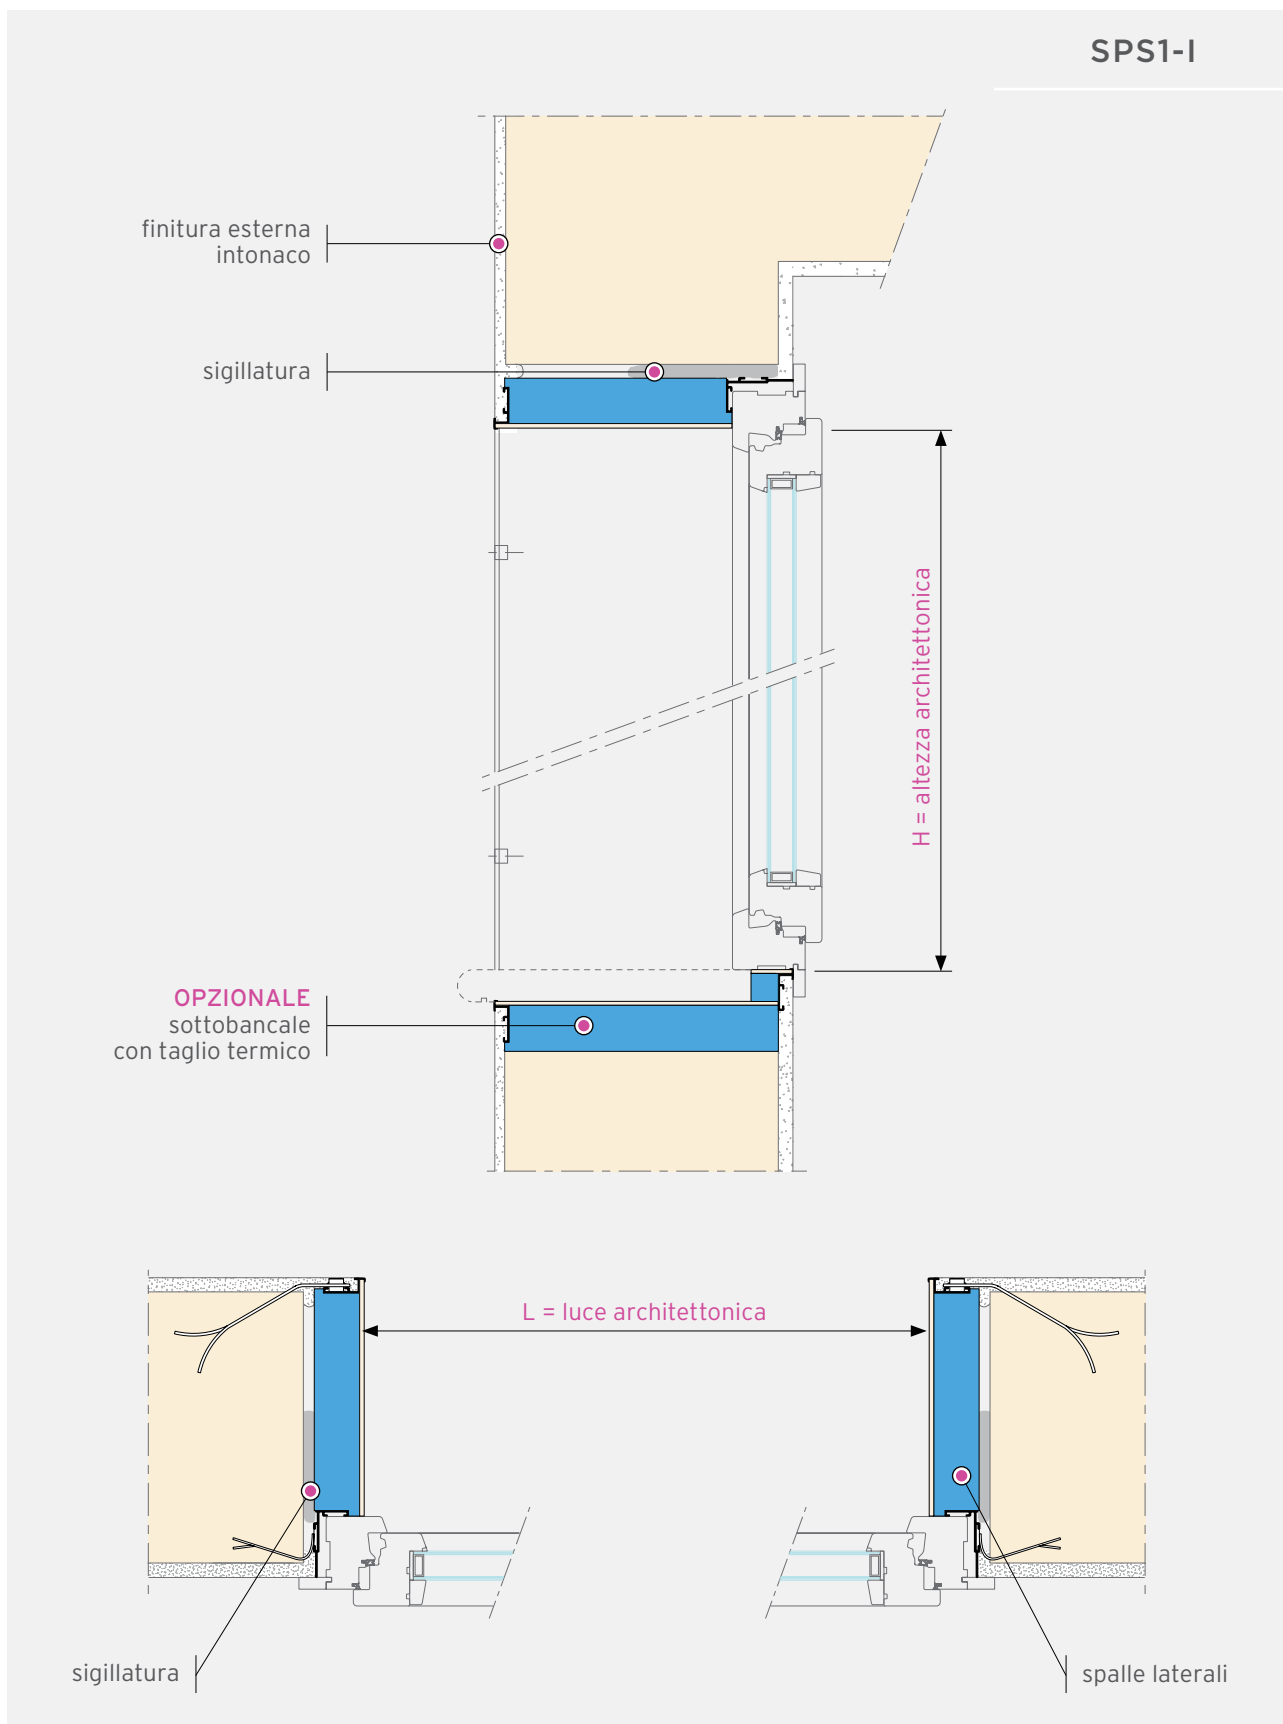 SPS1-I
finitura esterna
intonaco
sigillatura
H = altezza architettonica
OPZIONALE
sottobancale
con taglio termico
L = luce architettonica
sigillatura
spalle laterali